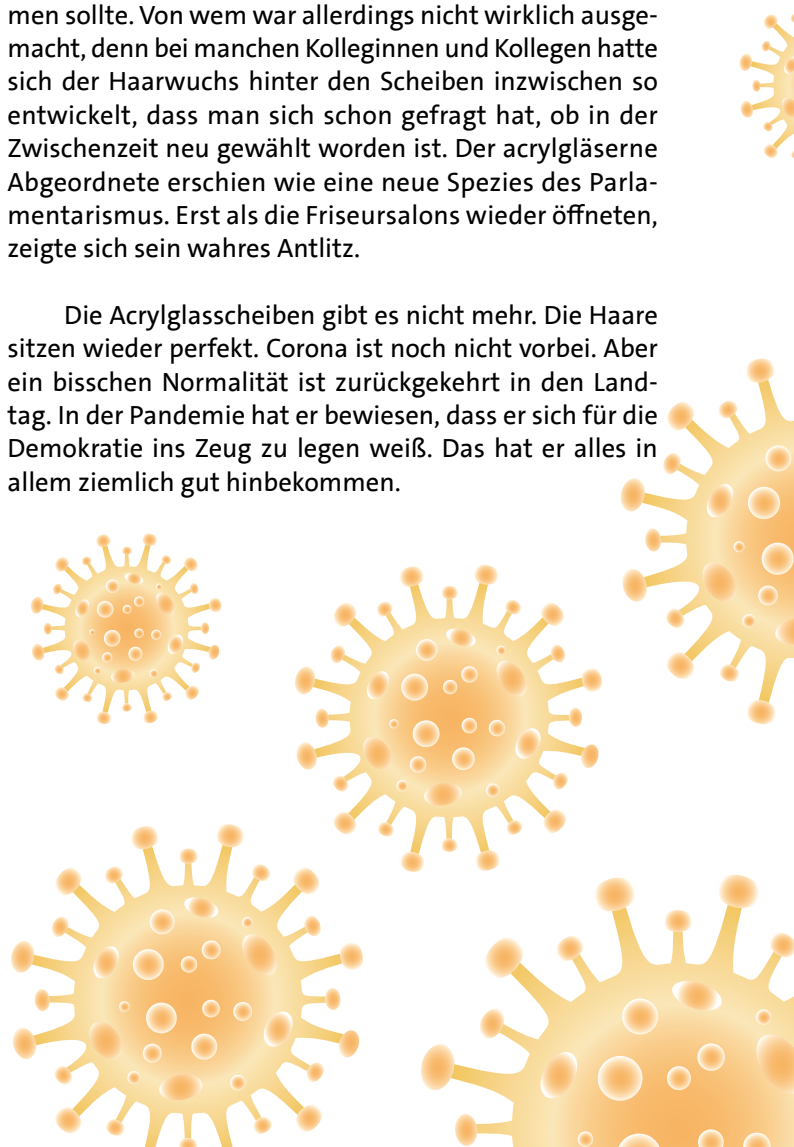 men sollte. Von wem war allerdings nicht wirklich ausge-
macht, denn bei manchen Kolleginnen und Kollegen hatte
sich der Haarwuchs hinter den Scheiben inzwischen so
entwickelt, dass man sich schon gefragt hat, ob in der
Zwischenzeit neu gewählt worden ist. Der acrylgläserne
Abgeordnete erschien wie eine neue Spezies des Parla-
mentarismus. Erst als die Friseursalons wieder öffneten,
zeigte sich sein wahres Antlitz.
Die Acrylglasscheiben gibt es nicht mehr. Die Haare
sitzen wieder perfekt. Corona ist noch nicht vorbei. Aber
ein bisschen Normalität ist zurückgekehrt in den Land-
tag. In der Pandemie hat er bewiesen, dass er sich für die
Demokratie ins Zeug zu legen weiß. Das hat er alles in
allem ziemlich gut hinbekommen.